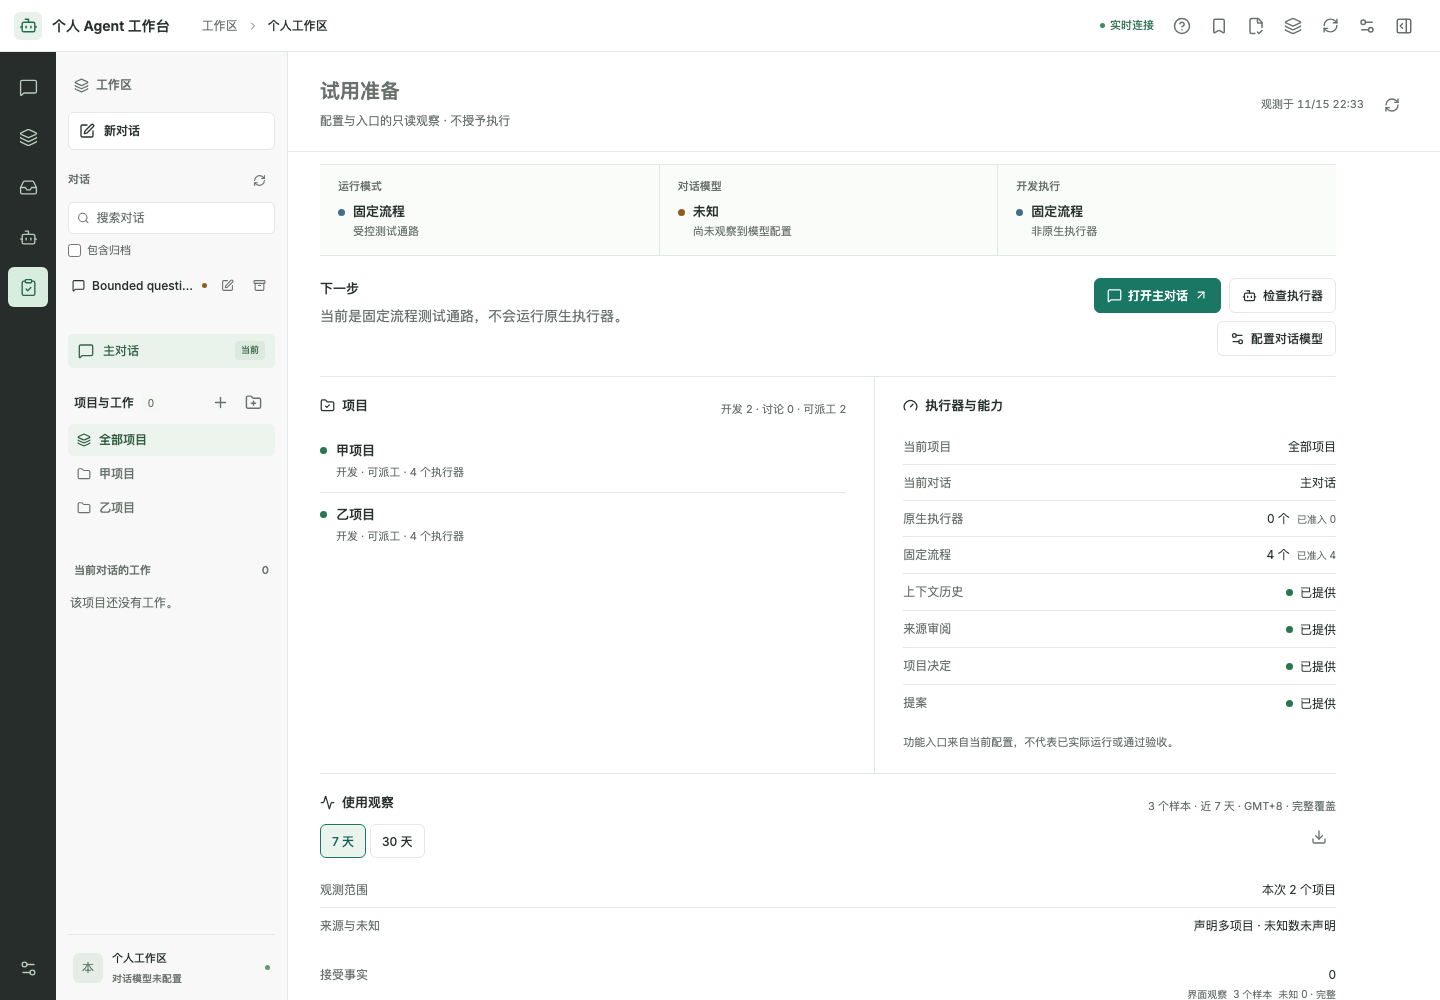 个人 Agent 工作台
工作区 > 个人工作区
实时连接
工作区
新对话
对话
搜索对话
包含归档
Bounded questi...
主对话 当前
项目与工作 0
全部项目
甲项目
乙项目
当前对话的工作 0
该项目还没有工作。
本
个人工作区
对话模型未配置
试用准备
配置与入口的只读观察 · 不授予执行
观测于 11/15 22:33
运行模式
固定流程
受控测试通路
对话模型
未知
尚未观察到模型配置
开发执行
固定流程
非原生执行器
下一步
当前是固定流程测试通路，不会运行原生执行器。
打开主对话
检查执行器
配置对话模型
项目
开发 2 · 讨论 0 · 可派工 2
甲项目
开发 · 可派工 · 4 个执行器
乙项目
开发 · 可派工 · 4 个执行器
执行器与能力
当前项目 全部项目
当前对话 主对话
原生执行器 0 个 已准入 0
固定流程 4 个 已准入 4
上下文历史 已提供
来源审阅 已提供
项目决定 已提供
提案 已提供
功能入口来自当前配置，不代表已实际运行或通过验收。
使用观察
3 个样本 · 近 7 天 · GMT+8 · 完整覆盖
7 天
30 天
观测范围 本次 2 个项目
来源与未知 声明多项目 · 未知数未声明
接受事实 0
界面观察 3 个样本 未知 0 · 完整